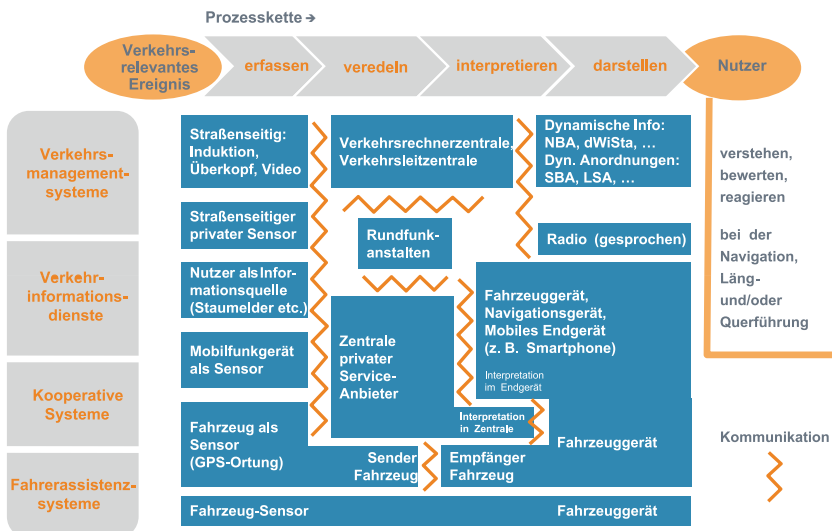 Prozesskette →
Verkehrs-
relevantes
Ereignis
erfassen
veredeln
interpretieren
darstellen
Nutzer
Verkehrs-
management-
systeme
Straßenseitig:
Induktion,
Überkopf, Video
Verkehrsrechnerzentrale,
Verkehrsleitzentrale
Dynamische Info:
NBA, dWiSta, ...
Dyn. Anordnungen:
SBA, LSA, ...
verstehen,
bewerten,
reagieren
bei der
Navigation,
Läng-
und/oder
Querführung
Straßenseitiger
privater Sensor
Rundfunk-
anstalten
Radio (gesprochen)
Verkehr-
informations-
dienste
Nutzer als Infor-
mationsquelle
(Staumelder etc.)
Fahrzeuggerät,
Navigationsgerät,
Mobiles Endgerät
(z. B. Smartphone)
Interpretation
im Endgerät
Mobilfunkgerät
als Sensor
Zentrale
privater
Service-
Anbieter
Interpretation
in Zentrale
Kooperative
Systeme
Fahrzeug als
Sensor
(GPS-Ortung)
Sender
Fahrzeug
Empfänger
Fahrzeug
Fahrzeuggerät
Kommunikation
Fahrerassistenz-
systeme
Fahrzeug-Sensor
Fahrzeuggerät